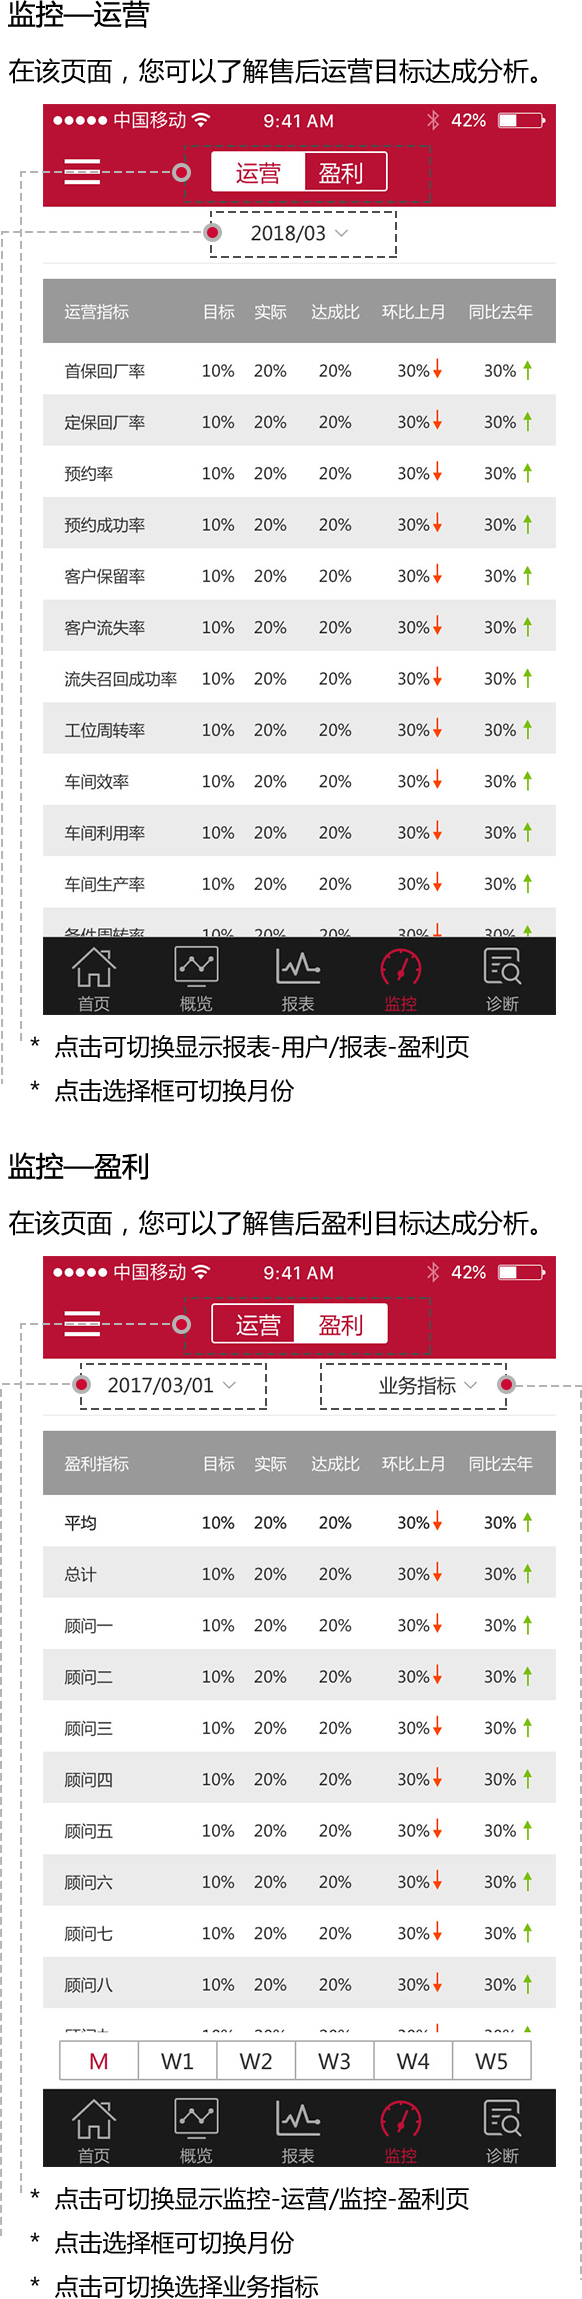 监控—运营
在该页面，您可以了解售后运营目标达成分析。
中国移动 9:41 AM 42%
运营 盈利
2018/03
运营指标 目标 实际 达成比 环比上月 同比去年
首保回厂率 10% 20% 20% 30% 30%
定保回厂率 10% 20% 20% 30% 30%
预约率 10% 20% 20% 30% 30%
预约成功率 10% 20% 20% 30% 30%
客户保留率 10% 20% 20% 30% 30%
客户流失率 10% 20% 20% 30% 30%
流失召回成功率 10% 20% 20% 30% 30%
工位周转率 10% 20% 20% 30% 30%
车间效率 10% 20% 20% 30% 30%
车间利用率 10% 20% 20% 30% 30%
车间生产率 10% 20% 20% 30% 30%
备件周转率 10% 20% 20% 30% 30%
首页 概览 报表 监控 诊断
* 点击可切换显示报表-用户/报表-盈利页
* 点击选择框可切换月份
监控—盈利
在该页面，您可以了解售后盈利目标达成分析。
中国移动 9:41 AM 42%
运营 盈利
2017/03/01 业务指标
盈利指标 目标 实际 达成比 环比上月 同比去年
平均 10% 20% 20% 30% 30%
总计 10% 20% 20% 30% 30%
顾问一 10% 20% 20% 30% 30%
顾问二 10% 20% 20% 30% 30%
顾问三 10% 20% 20% 30% 30%
顾问四 10% 20% 20% 30% 30%
顾问五 10% 20% 20% 30% 30%
顾问六 10% 20% 20% 30% 30%
顾问七 10% 20% 20% 30% 30%
顾问八 10% 20% 20% 30% 30%
M W1 W2 W3 W4 W5
首页 概览 报表 监控 诊断
* 点击可切换显示监控-运营/监控-盈利页
* 点击选择框可切换月份
* 点击可切换选择业务指标